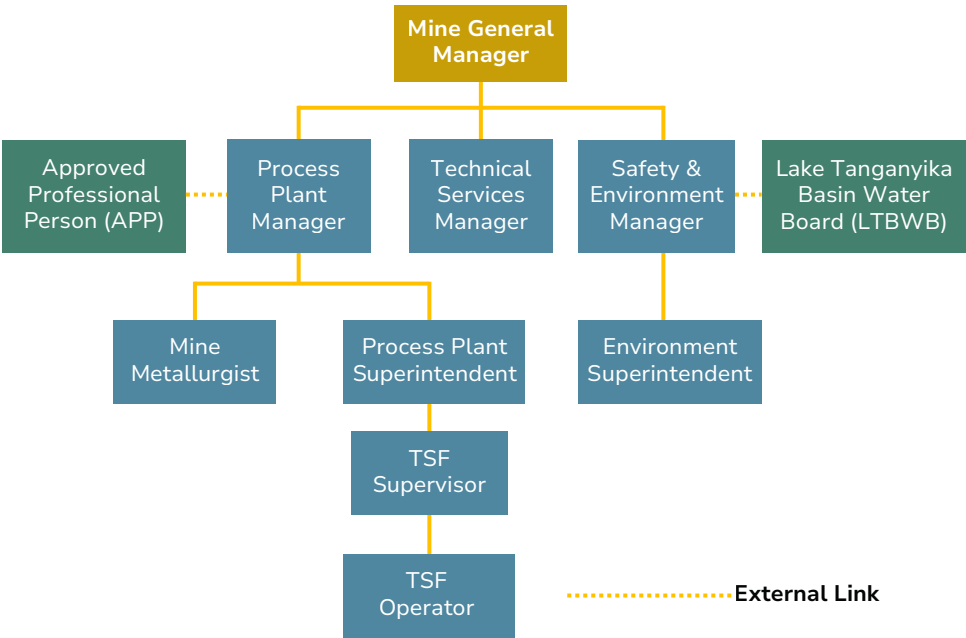 Mine General
Manager
Approved
Professional
Person (APP)
Process
Plant
Manager
Technical
Services
Manager
Safety &
Environment
Manager
Lake Tanganyika
Basin Water
Board (LTBWB)
Mine
Metallurgist
Process Plant
Superintendent
Environment
Superintendent
TSF
Supervisor
TSF
Operator
External Link